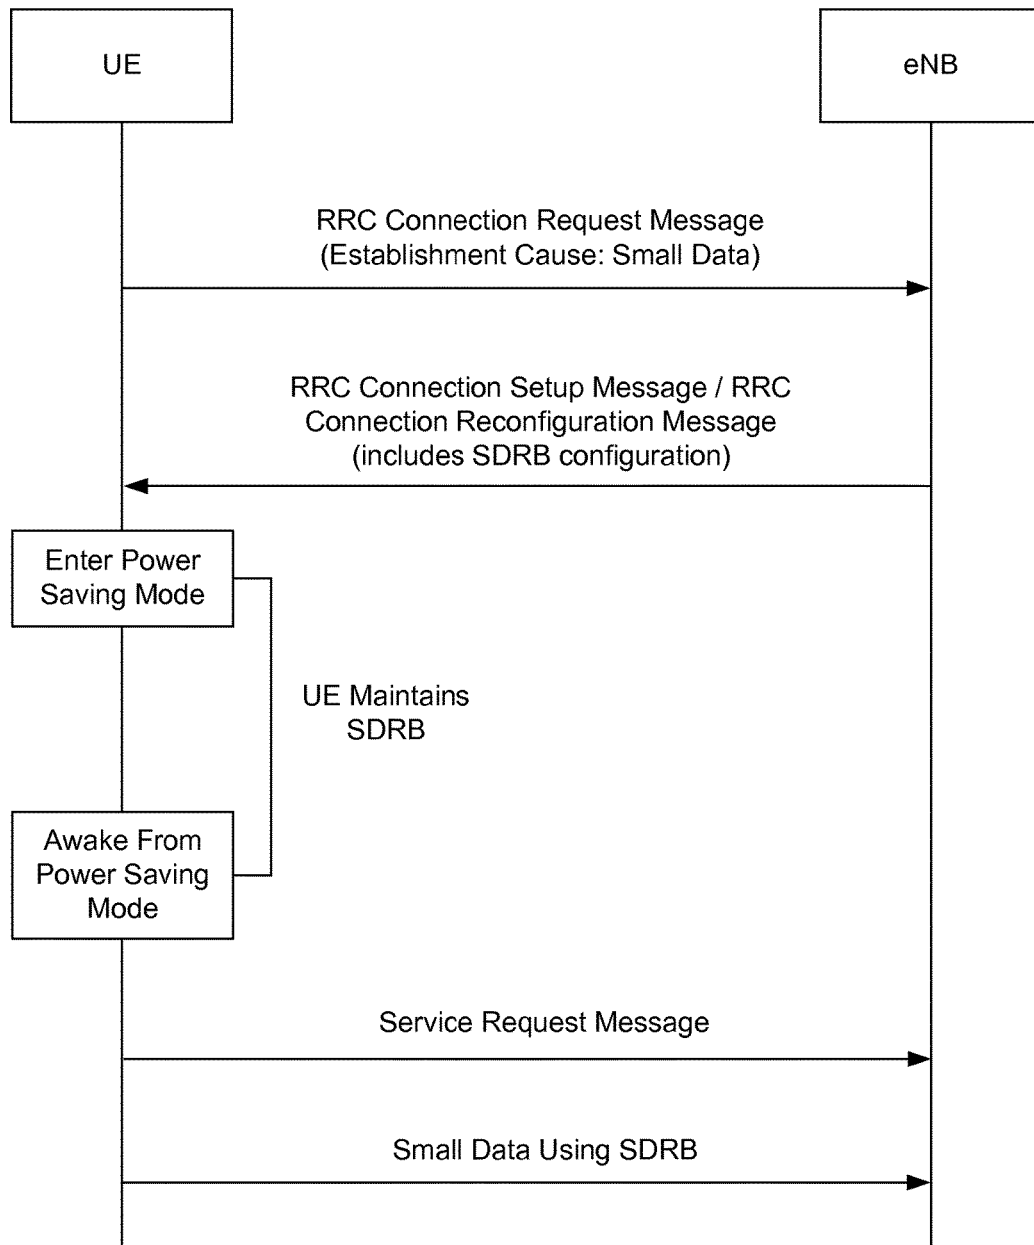 UE
eNB
RRC Connection Request Message
(Establishment Cause: Small Data)
RRC Connection Setup Message / RRC
Connection Reconfiguration Message
(includes SDRB configuration)
Enter Power
Saving Mode
UE Maintains
SDRB
Awake From
Power Saving
Mode
Service Request Message
Small Data Using SDRB